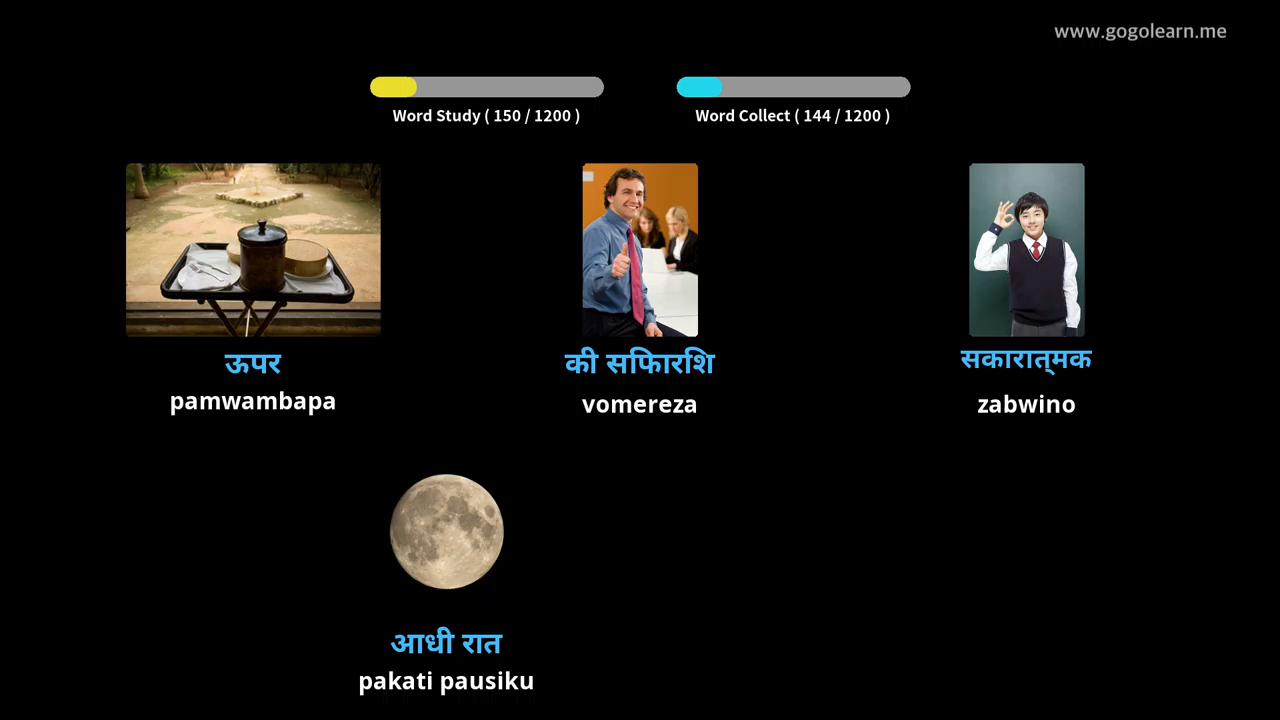 www.gogolearn.me
Word Study ( 150 / 1200 )
Word Collect ( 144 / 1200 )
ऊपर
pamwambapa
की सिफारिश
vomereza
सकारात्‌मक
zabwino
आधी रात
pakati pausiku